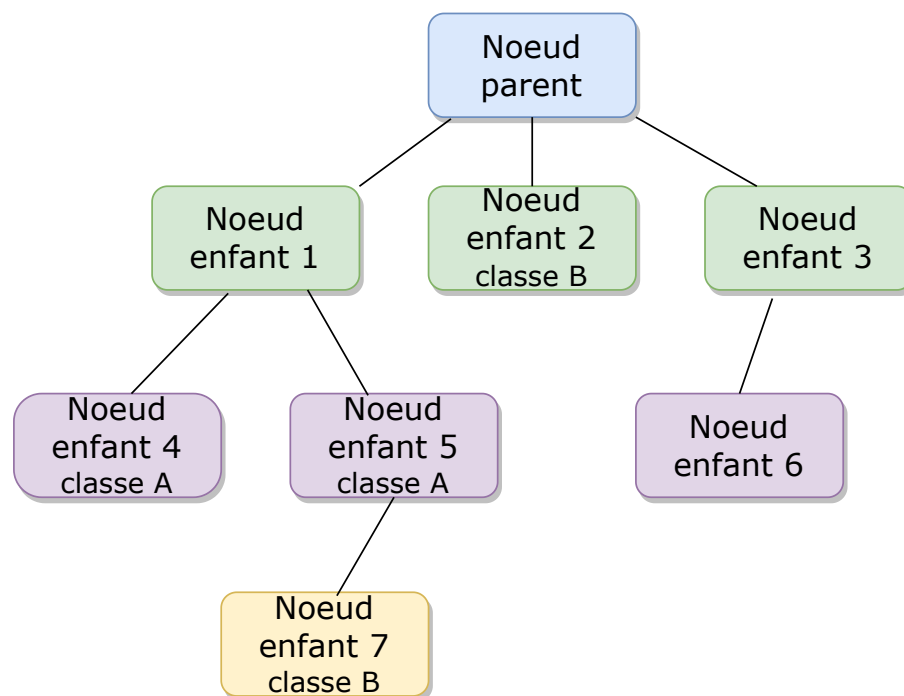 Noeud
parent
Noeud
enfant 1
Noeud
enfant 2
classe B
Noeud
enfant 3
Noeud
enfant 4
classe A
Noeud
enfant 5
classe A
Noeud
enfant 6
Noeud
enfant 7
classe B